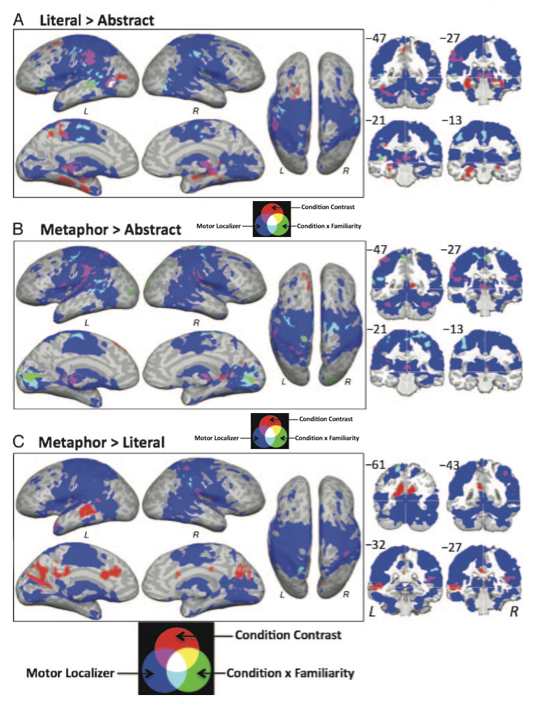 A Literal > Abstract
−47 −27
L R
−21 −13
L R
Condition Contrast
Motor Localizer Condition x Familiarity
B Metaphor > Abstract
−47 −27
L R
−21 −13
L R
Condition Contrast
Motor Localizer Condition x Familiarity
C Metaphor > Literal
−61 −43
L R
−32 −27
L R
L R
Condition Contrast
Motor Localizer Condition x Familiarity